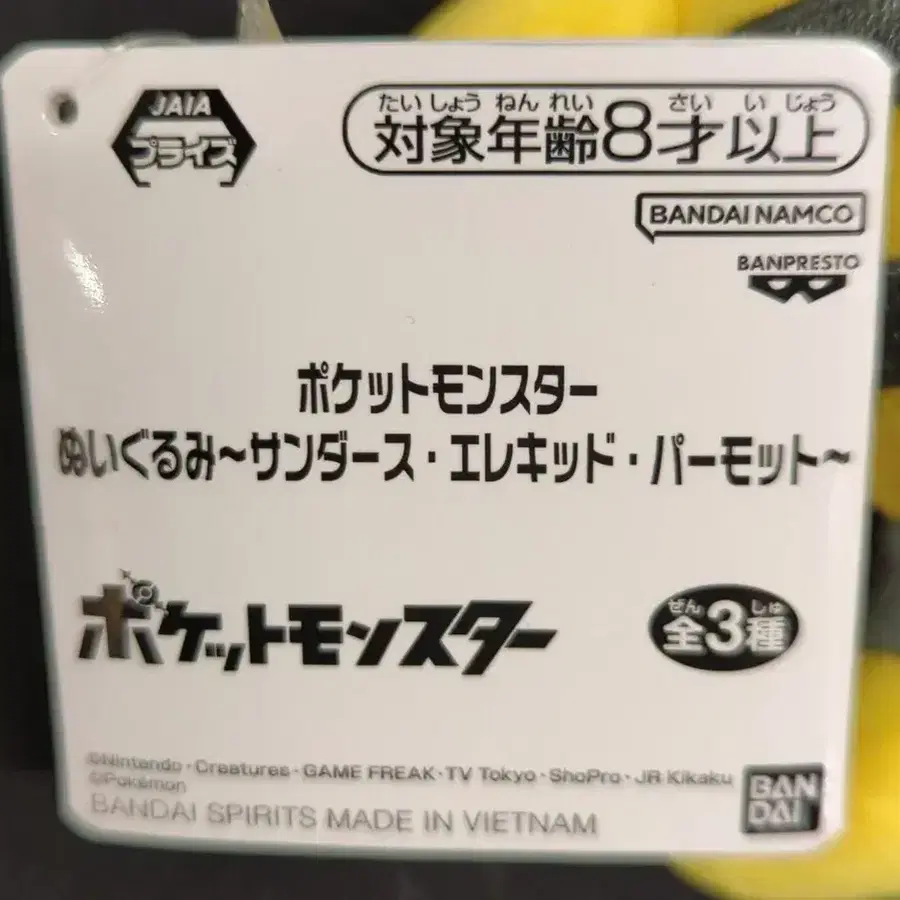 JAIA
プライズ
たいしょうねんれい さいいじょう
対象年齢8才以上
BANDAI NAMCO
BANPRESTO
ポケットモンスター
ぬいぐるみ～サンダース・エレキッド・パーモット～
ポケットモンスター
ぜん しゅ
全3種
©Nintendo・Creatures・GAME FREAK・TV Tokyo・ShoPro・JR Kikaku
©Pokémon
BANDAI SPIRITS MADE IN VIETNAM
BAN
DAI